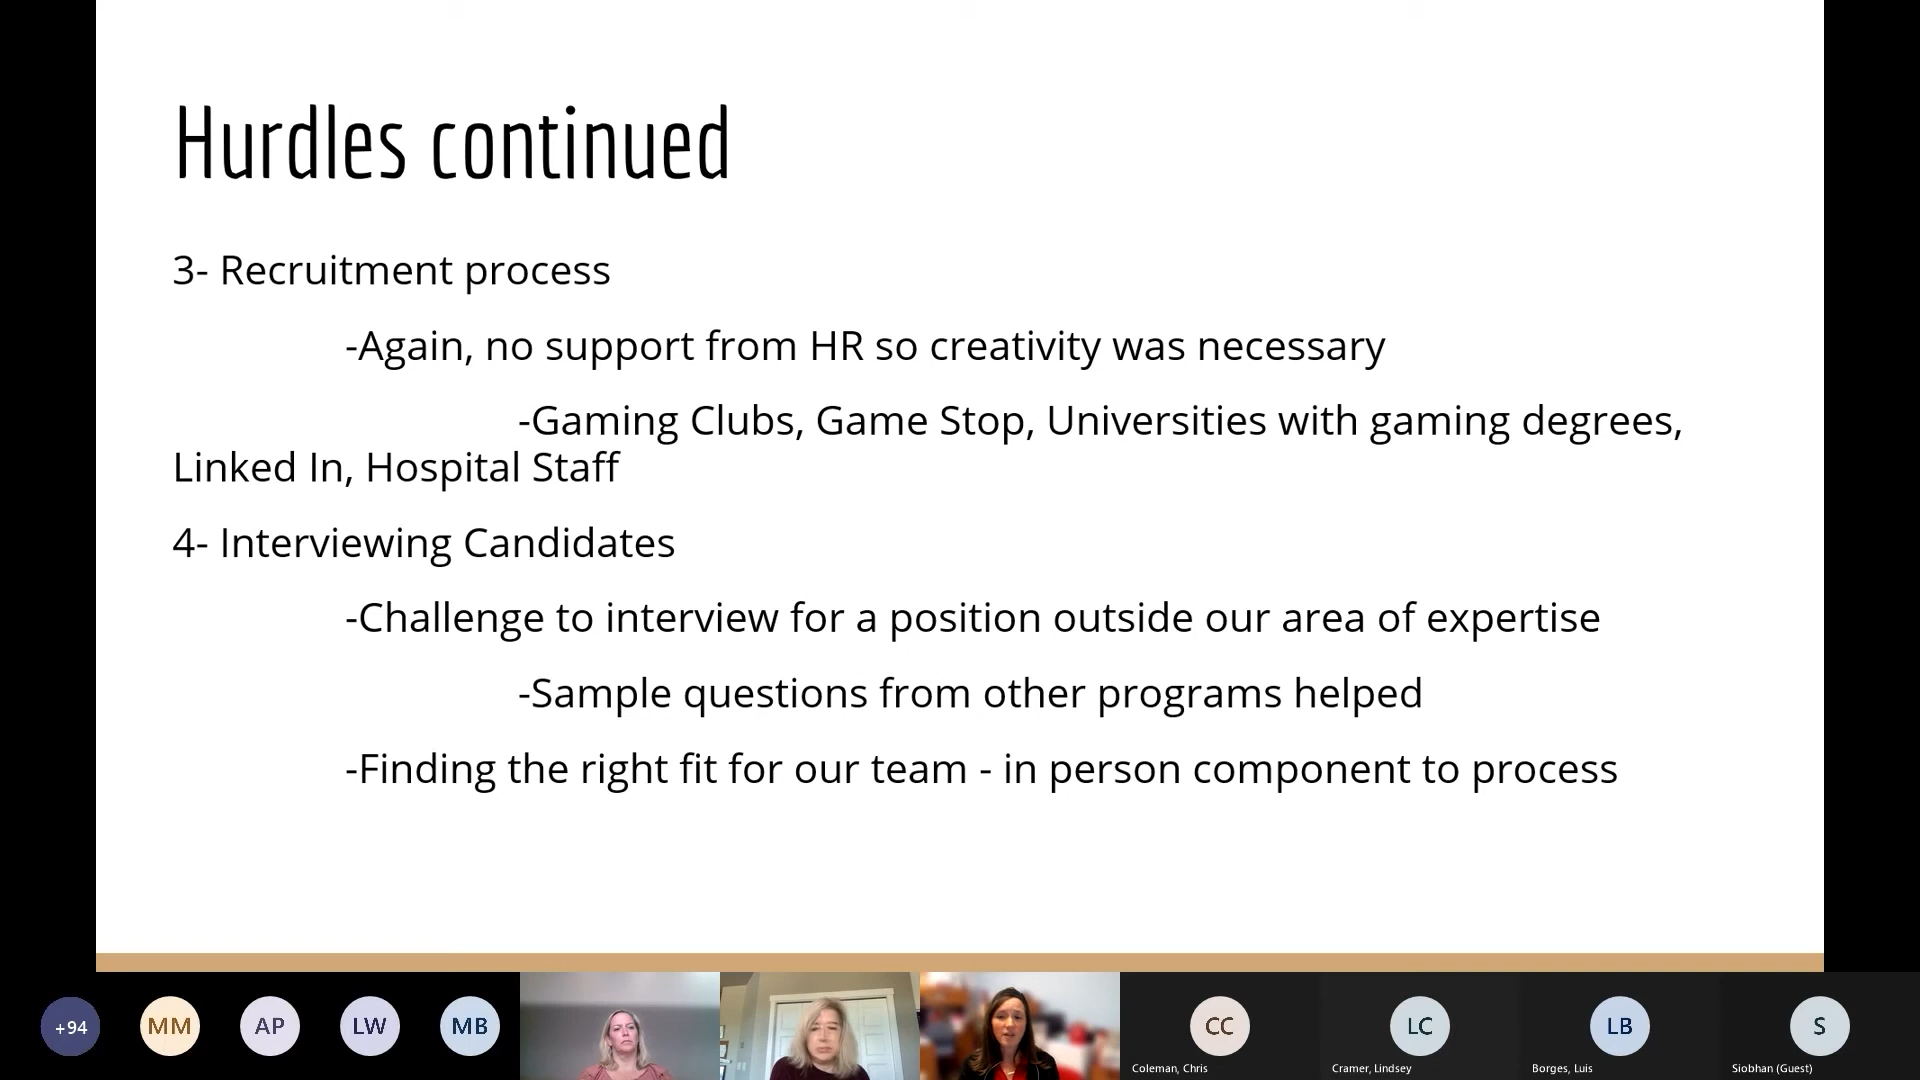 Hurdles continued
3- Recruitment process
-Again, no support from HR so creativity was necessary
-Gaming Clubs, Game Stop, Universities with gaming degrees,
Linked In, Hospital Staff
4- Interviewing Candidates
-Challenge to interview for a position outside our area of expertise
-Sample questions from other programs helped
-Finding the right fit for our team - in person component to process
+94
MM
AP
LW
MB
CC
LC
LB
S
Coleman, Chris
Cramer, Lindsey
Borges, Luis
Siobhan (Guest)